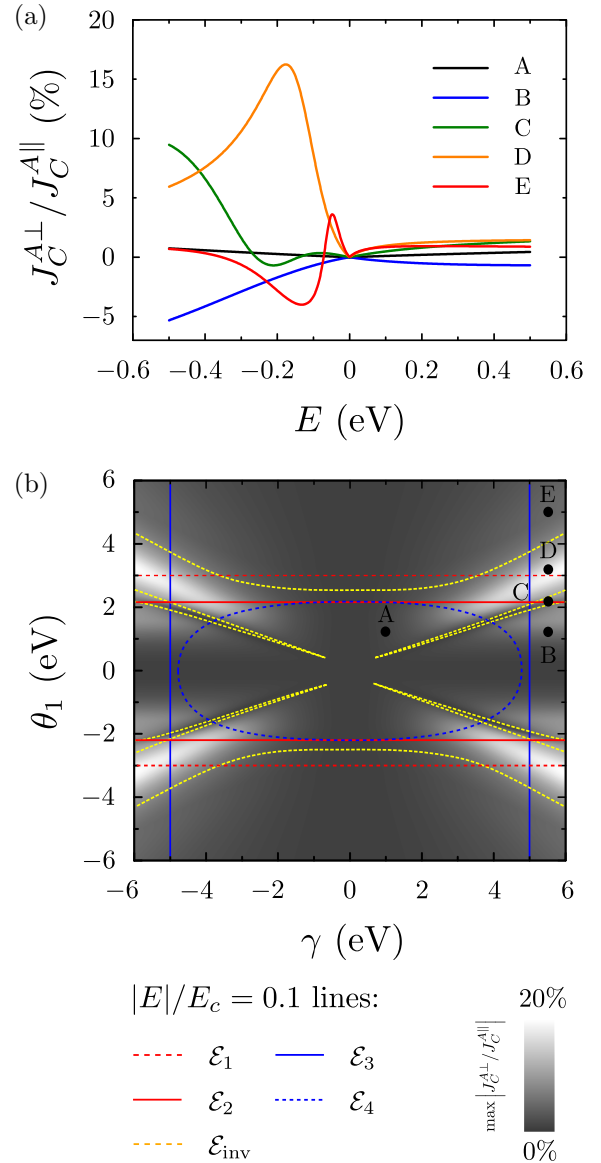 (a)
20
15
10
5
0
−5
J_C^{A⊥}/J_C^{A∥} (%)
A
B
C
D
E
−0.6 −0.4 −0.2 0 0.2 0.4 0.6
E (eV)
(b)
6
4
2
0
−2
−4
−6
θ_1 (eV)
E
D
C
A
B
−6 −4 −2 0 2 4 6
γ (eV)
|E|/E_c = 0.1 lines:
ℰ_1 ℰ_3
ℰ_2 ℰ_4
ℰ_inv
20%
max |J_C^{A⊥}/J_C^{A∥}|
0%